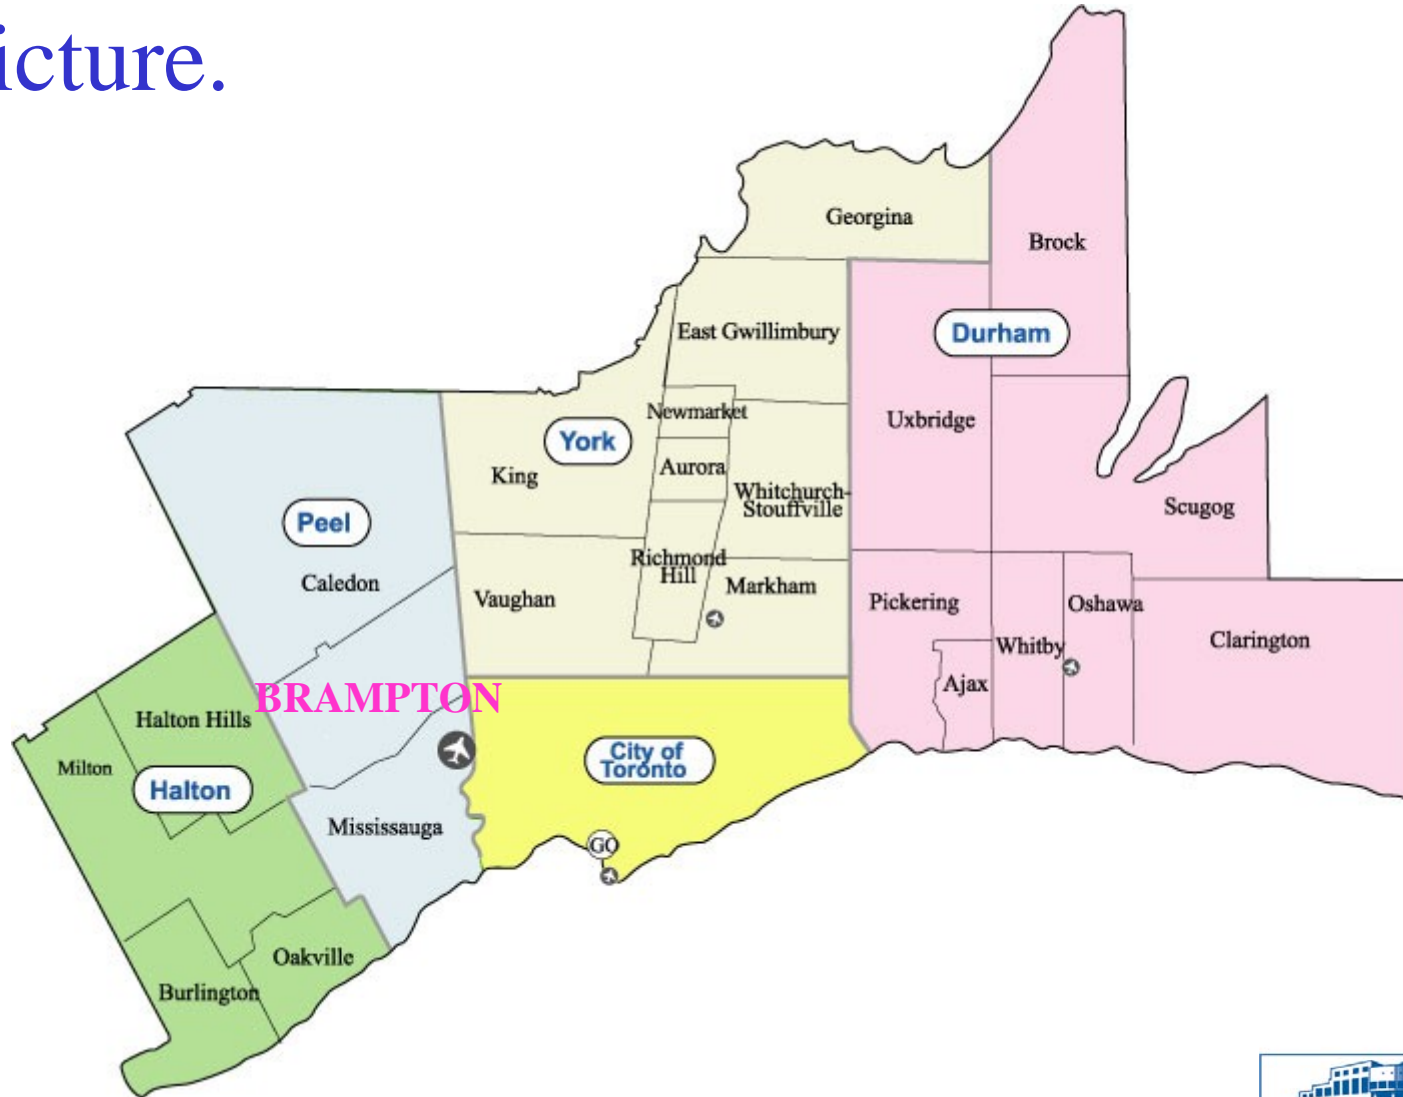 icture.
Georgina
Brock
East Gwillimbury
Durham
Newmarket
Uxbridge
York
Aurora
King
Whitchurch-
Stouffville
Scugog
Peel
Richmond
Hill
Caledon
Markham
Vaughan
Pickering
Oshawa
Clarington
Whitby
Ajax
BRAMPTON
Halton Hills
City of
Toronto
Milton
Halton
Mississauga
GO
Oakville
Burlington